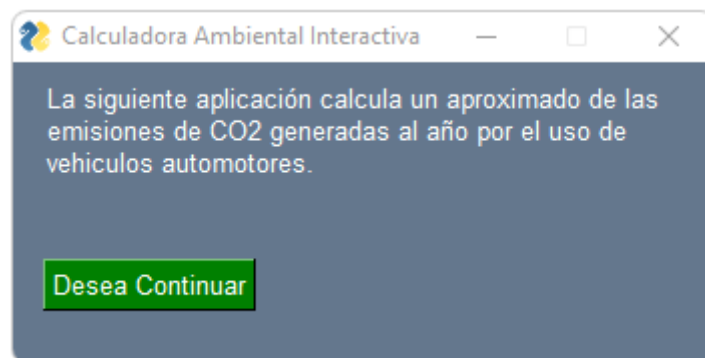 Calculadora Ambiental Interactiva
La siguiente aplicación calcula un aproximado de las
emisiones de CO2 generadas al año por el uso de
vehiculos automotores.
Desea Continuar